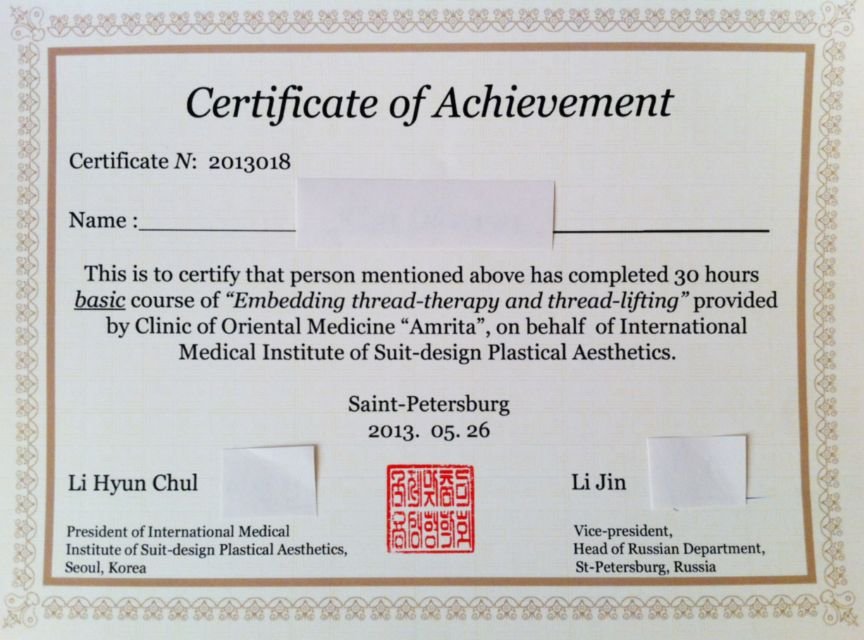 Certificate of Achievement
Certificate N: 2013018
Name :
This is to certify that person mentioned above has completed 30 hours
basic course of “Embedding thread-therapy and thread-lifting” provided
by Clinic of Oriental Medicine “Amrita”, on behalf of International
Medical Institute of Suit-design Plastical Aesthetics.
Saint-Petersburg
2013. 05. 26
Li Hyun Chul
President of International Medical
Institute of Suit-design Plastical Aesthetics,
Seoul, Korea
Li Jin
Vice-president,
Head of Russian Department,
St-Petersburg, Russia